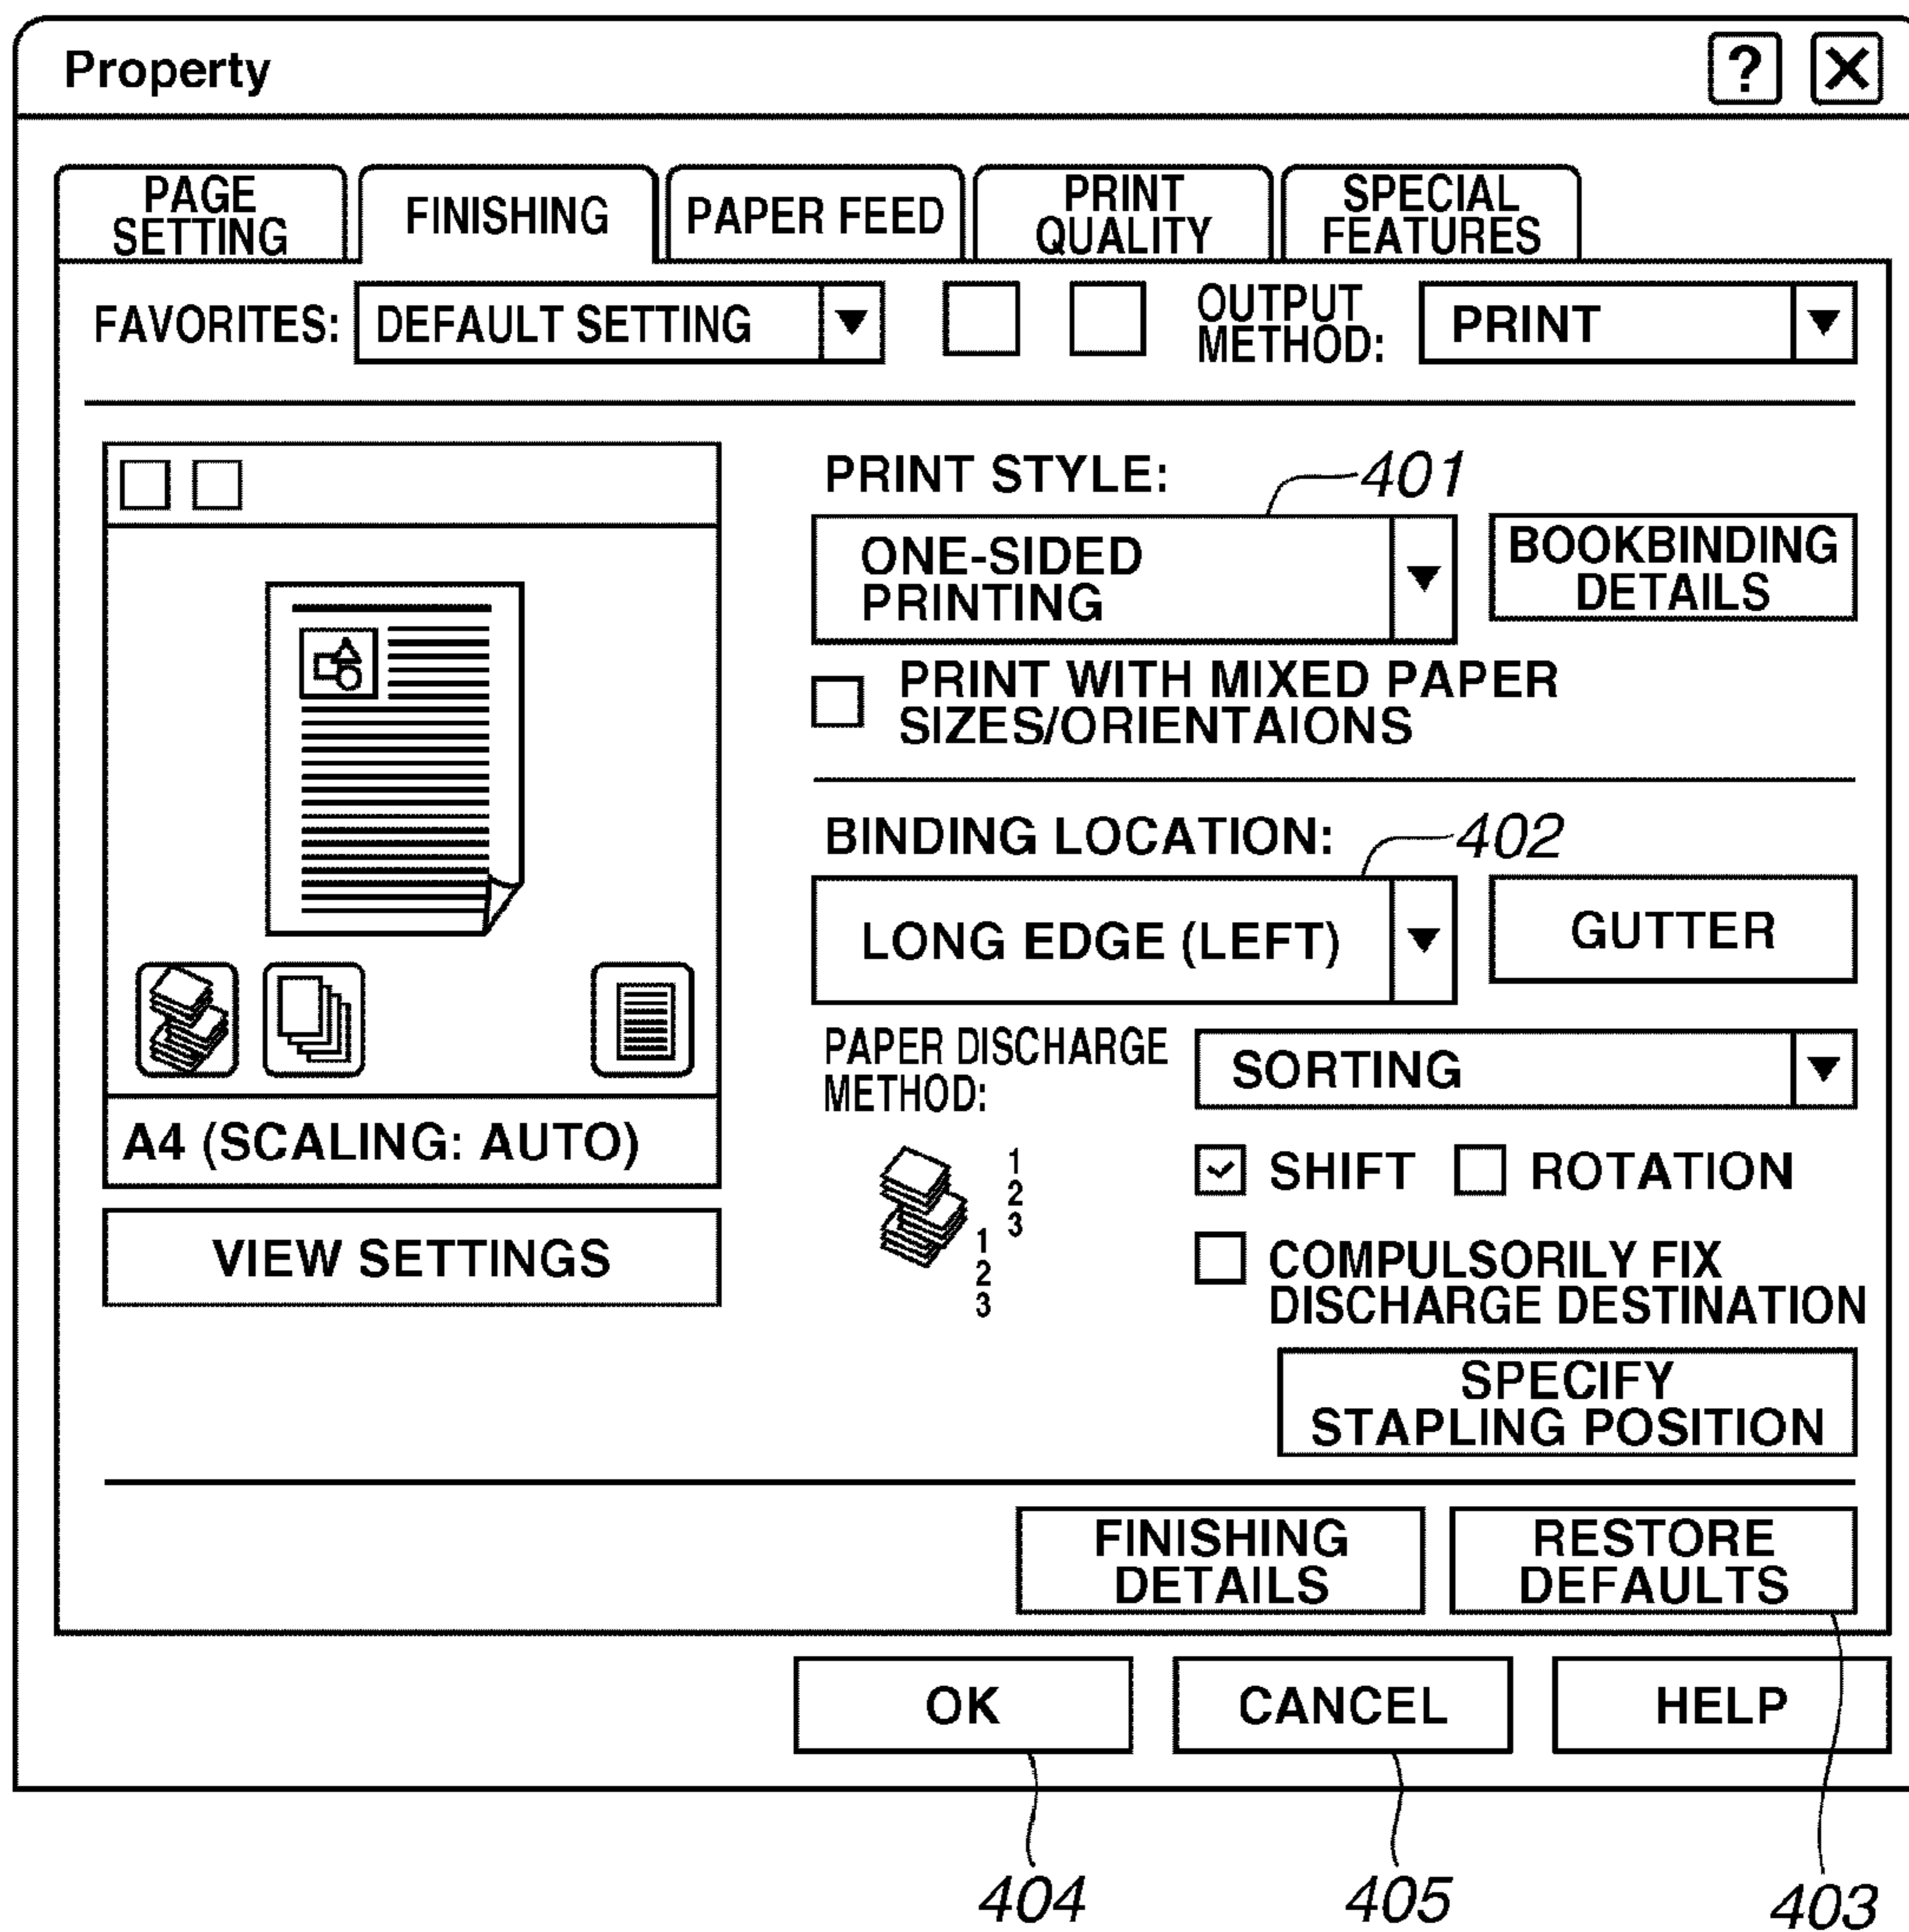 Property
?
X
PAGE
SETTING
FINISHING
PAPER FEED
PRINT
QUALITY
SPECIAL
FEATURES
FAVORITES:
DEFAULT SETTING
OUTPUT
METHOD:
PRINT
PRINT STYLE:
401
ONE-SIDED
PRINTING
BOOKBINDING
DETAILS
PRINT WITH MIXED PAPER
SIZES/ORIENTAIONS
BINDING LOCATION:
402
LONG EDGE (LEFT)
GUTTER
PAPER DISCHARGE
METHOD:
SORTING
A4 (SCALING: AUTO)
VIEW SETTINGS
1
2
3
1
2
3
SHIFT
ROTATION
COMPULSORILY FIX
DISCHARGE DESTINATION
SPECIFY
STAPLING POSITION
FINISHING
DETAILS
RESTORE
DEFAULTS
OK
CANCEL
HELP
404
405
403